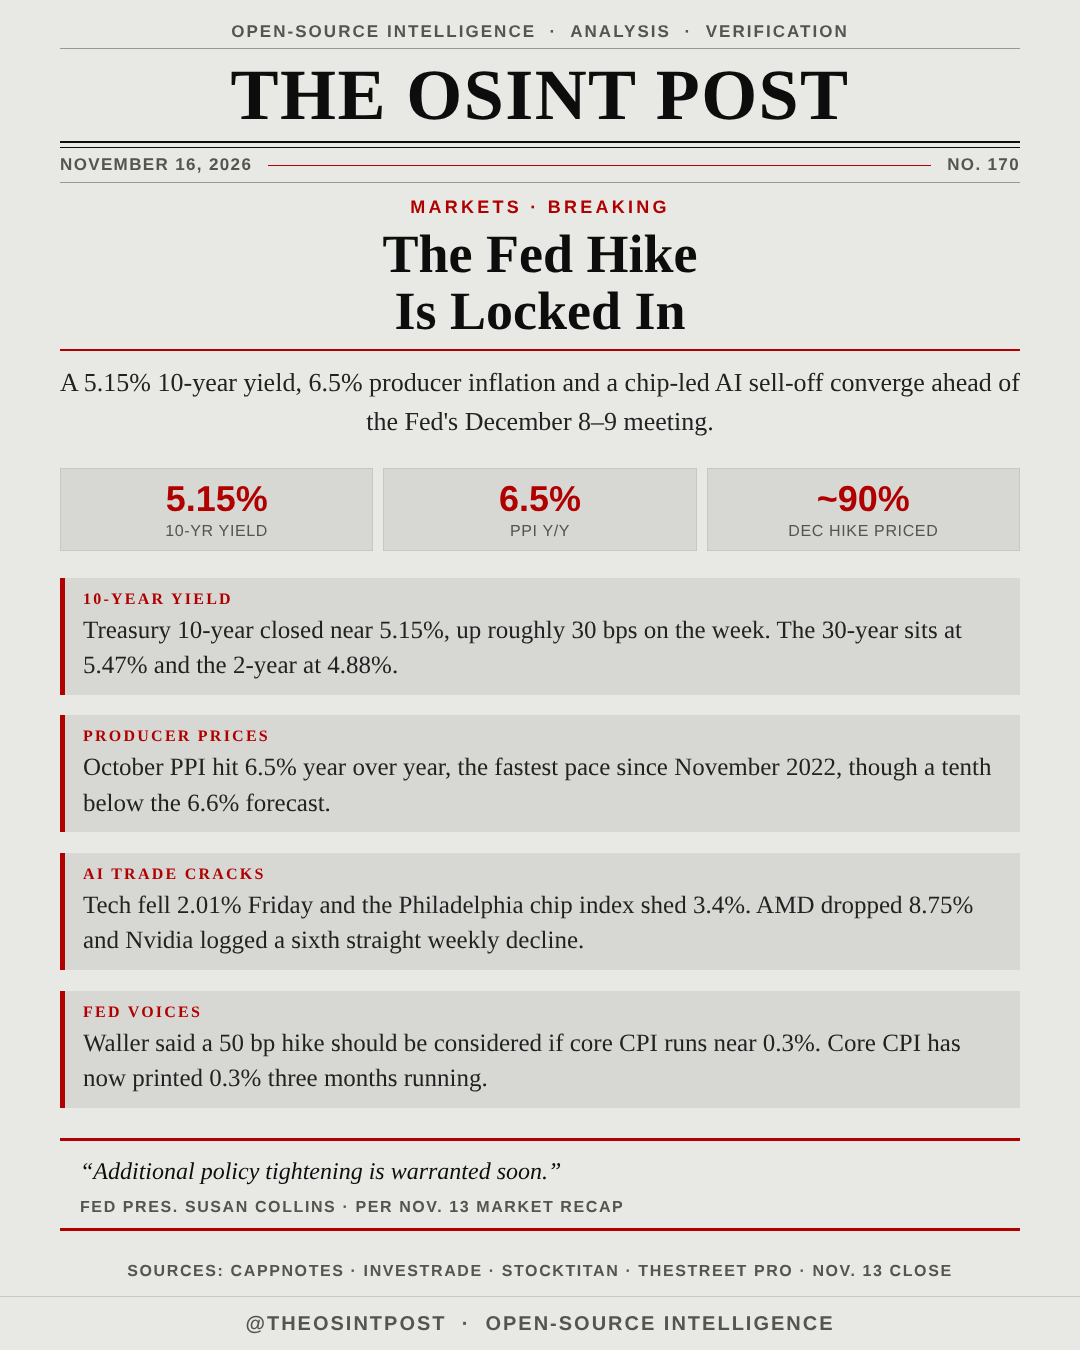 OPEN-SOURCE INTELLIGENCE · ANALYSIS · VERIFICATION
THE OSINT POST
NOVEMBER 16, 2026 NO. 170
MARKETS · BREAKING
The Fed Hike
Is Locked In
A 5.15% 10-year yield, 6.5% producer inflation and a chip-led AI sell-off converge ahead of
the Fed's December 8–9 meeting.
5.15% 6.5% ~90%
10-YR YIELD PPI Y/Y DEC HIKE PRICED
10-YEAR YIELD
Treasury 10-year closed near 5.15%, up roughly 30 bps on the week. The 30-year sits at
5.47% and the 2-year at 4.88%.
PRODUCER PRICES
October PPI hit 6.5% year over year, the fastest pace since November 2022, though a tenth
below the 6.6% forecast.
AI TRADE CRACKS
Tech fell 2.01% Friday and the Philadelphia chip index shed 3.4%. AMD dropped 8.75%
and Nvidia logged a sixth straight weekly decline.
FED VOICES
Waller said a 50 bp hike should be considered if core CPI runs near 0.3%. Core CPI has
now printed 0.3% three months running.
“Additional policy tightening is warranted soon.”
FED PRES. SUSAN COLLINS · PER NOV. 13 MARKET RECAP
SOURCES: CAPPNOTES · INVESTRADE · STOCKTITAN · THESTREET PRO · NOV. 13 CLOSE
@THEOSINTPOST · OPEN-SOURCE INTELLIGENCE